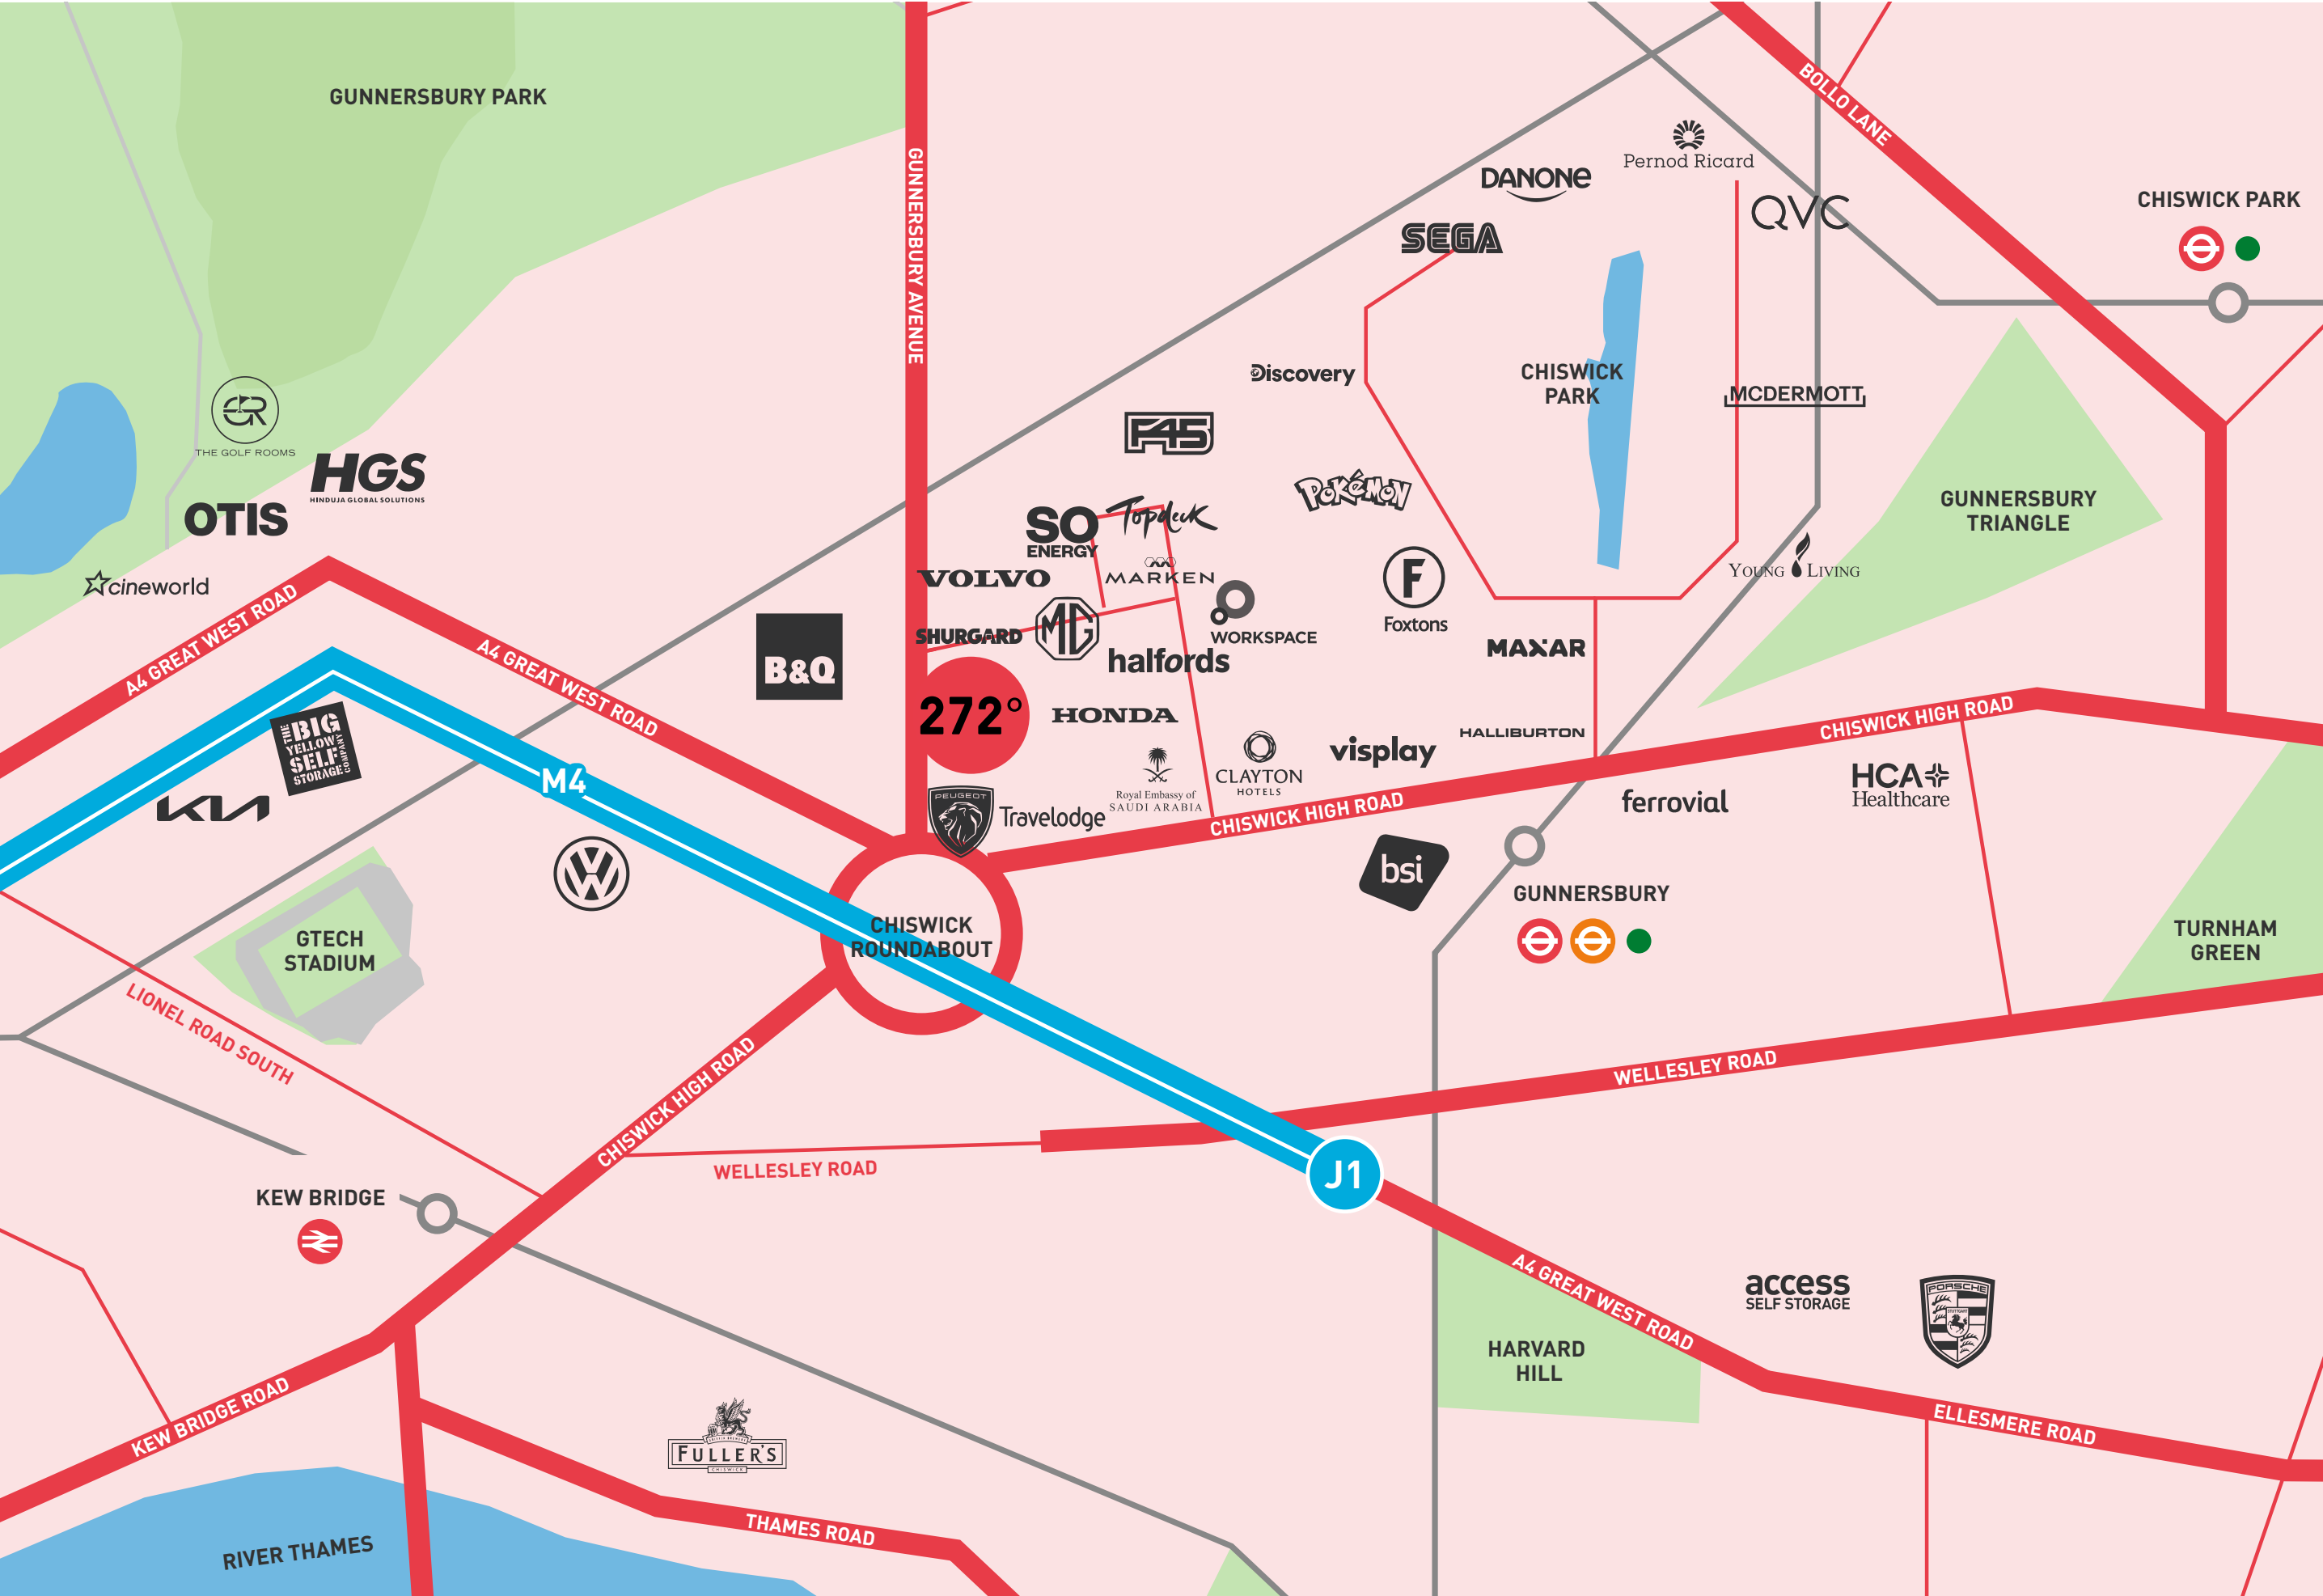 GUNNERSBURY PARK
GUNNERSBURY AVENUE
BOLLO LANE
Pernod Ricard
DANONE
QVC
SEGA
CHISWICK PARK
Discovery
CHISWICK
PARK
MCDERMOTT
GR
THE GOLF ROOMS
HGS
HINDUJA GLOBAL SOLUTIONS
OTIS
cineworld
F45
POKéMON
SO
ENERGY
Topdeck
GUNNERSBURY
TRIANGLE
VOLVO
MARKEN
YOUNG LIVING
F
Foxtons
WORKSPACE
SHURGARD
MG
halfords
MAXAR
B&Q
A4 GREAT WEST ROAD
A4 GREAT WEST ROAD
272°
HONDA
HALLIBURTON
visplay
CHISWICK HIGH ROAD
THE
BIG
YELLOW
SELF
STORAGE
COMPANY
M4
KIA
CLAYTON
HOTELS
Royal Embassy of
SAUDI ARABIA
PEUGEOT
Travelodge
CHISWICK HIGH ROAD
ferrovial
HCA
Healthcare
VW
bsi
GUNNERSBURY
GTECH
STADIUM
CHISWICK
ROUNDABOUT
TURNHAM
GREEN
LIONEL ROAD SOUTH
CHISWICK HIGH ROAD
WELLESLEY ROAD
WELLESLEY ROAD
J1
KEW BRIDGE
A4 GREAT WEST ROAD
access
SELF STORAGE
PORSCHE
HARVARD
HILL
ELLESMERE ROAD
KEW BRIDGE ROAD
FULLER'S
CHISWICK
THAMES ROAD
RIVER THAMES